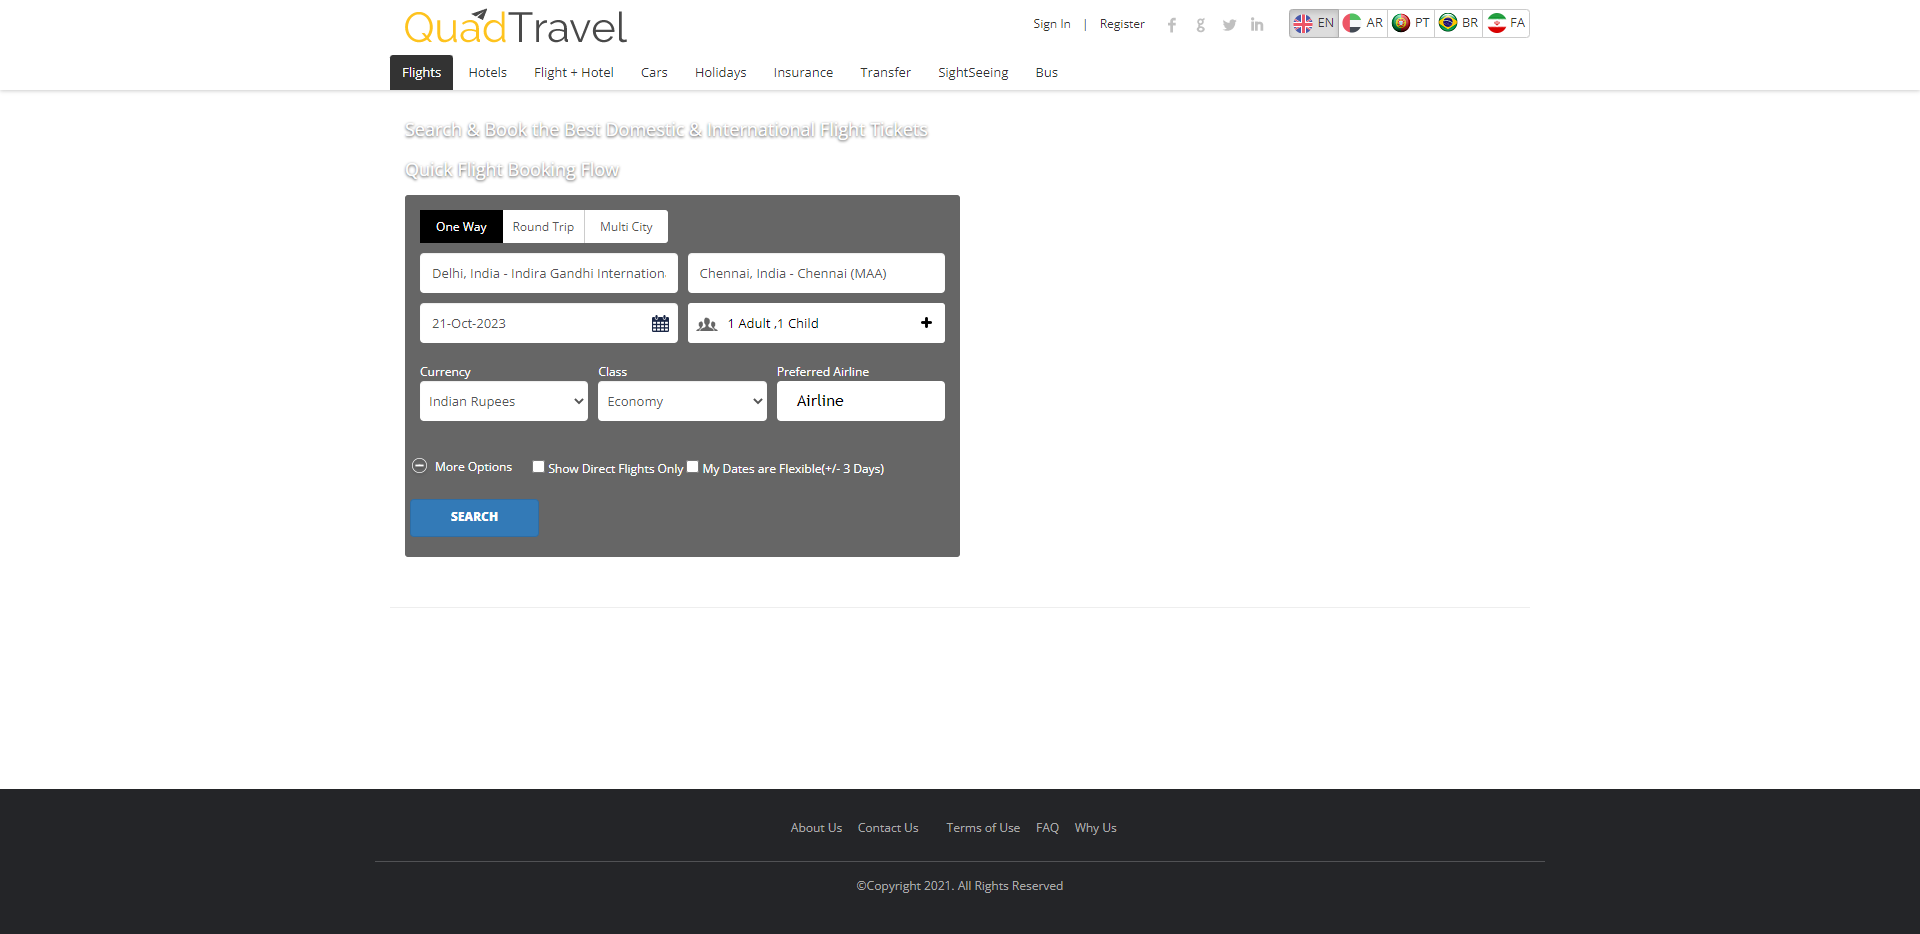 QuadTravel
Sign In | Register
EN AR PT BR FA
Flights Hotels Flight + Hotel Cars Holidays Insurance Transfer SightSeeing Bus
Search & Book the Best Domestic & International Flight Tickets
Quick Flight Booking Flow
One Way Round Trip Multi City
Delhi, India - Indira Gandhi Internation
Chennai, India - Chennai (MAA)
21-Oct-2023
1 Adult ,1 Child
Currency Class Preferred Airline
Indian Rupees Economy Airline
More Options Show Direct Flights Only My Dates are Flexible(+/- 3 Days)
SEARCH
About Us Contact Us Terms of Use FAQ Why Us
©Copyright 2021. All Rights Reserved